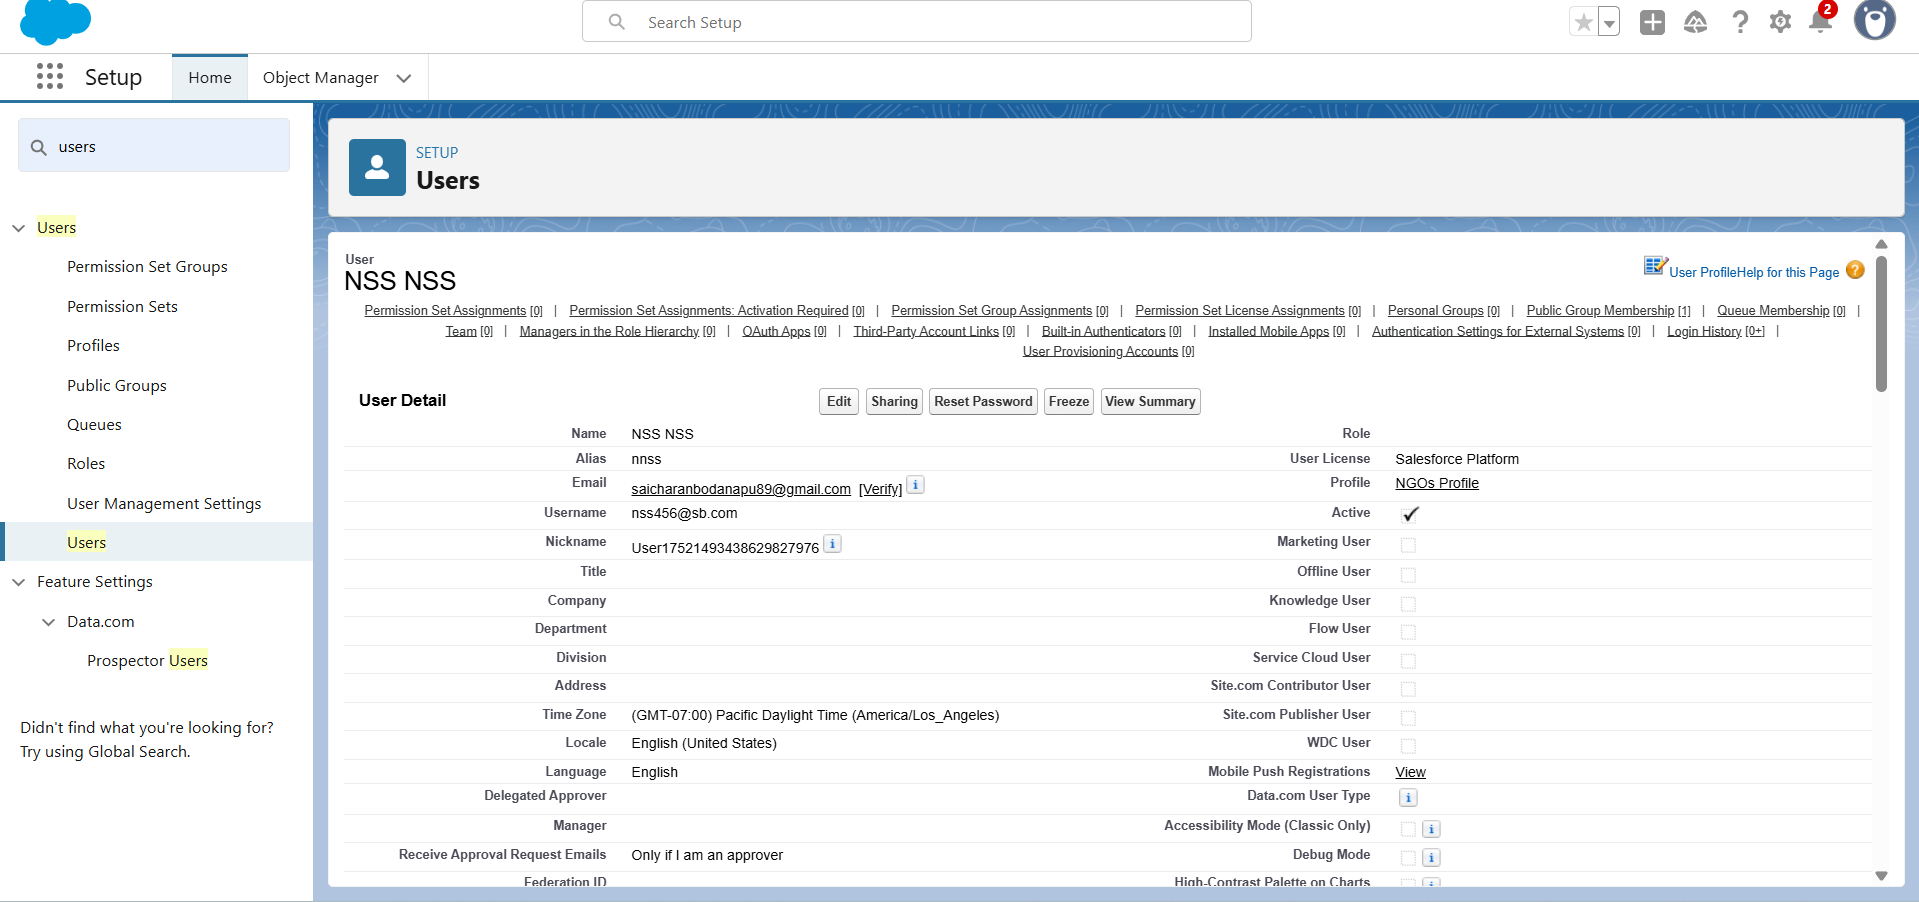 Search Setup
2
Setup
Home
Object Manager
users
SETUP
Users
Users
Permission Set Groups
Permission Sets
Profiles
Public Groups
Queues
Roles
User Management Settings
Users
Feature Settings
Data.com
Prospector Users
Didn't find what you're looking for?
Try using Global Search.
User
NSS NSS
User Profile Help for this Page ?
Permission Set Assignments [0] | Permission Set Assignments: Activation Required [0] | Permission Set Group Assignments [0] | Permission Set License Assignments [0] | Personal Groups [0] | Public Group Membership [1] | Queue Membership [0] |
Team [0] | Managers in the Role Hierarchy [0] | OAuth Apps [0] | Third-Party Account Links [0] | Built-in Authenticators [0] | Installed Mobile Apps [0] | Authentication Settings for External Systems [0] | Login History [0+] |
User Provisioning Accounts [0]
User Detail
Edit Sharing Reset Password Freeze View Summary
Name NSS NSS Role
Alias nnss User License Salesforce Platform
Email saicharanbodanapu89@gmail.com [Verify] i Profile NGOs Profile
Username nss456@sb.com Active
Nickname User17521493438629827976 i Marketing User
Title Offline User
Company Knowledge User
Department Flow User
Division Service Cloud User
Address Site.com Contributor User
Time Zone (GMT-07:00) Pacific Daylight Time (America/Los_Angeles) Site.com Publisher User
Locale English (United States) WDC User
Language English Mobile Push Registrations View
Delegated Approver Data.com User Type i
Manager Accessibility Mode (Classic Only) i
Receive Approval Request Emails Only if I am an approver Debug Mode i
Federation ID High-Contrast Palette on Charts i